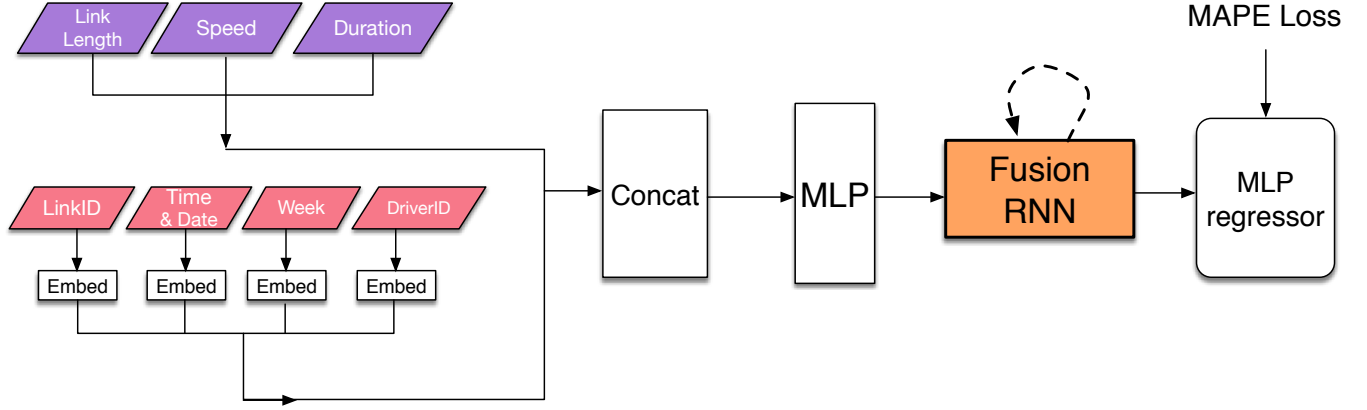 Link
Length
Speed
Duration
MAPE Loss
LinkID
Time
& Date
Week
DriverID
Embed
Embed
Embed
Embed
Concat
MLP
Fusion
RNN
MLP
regressor